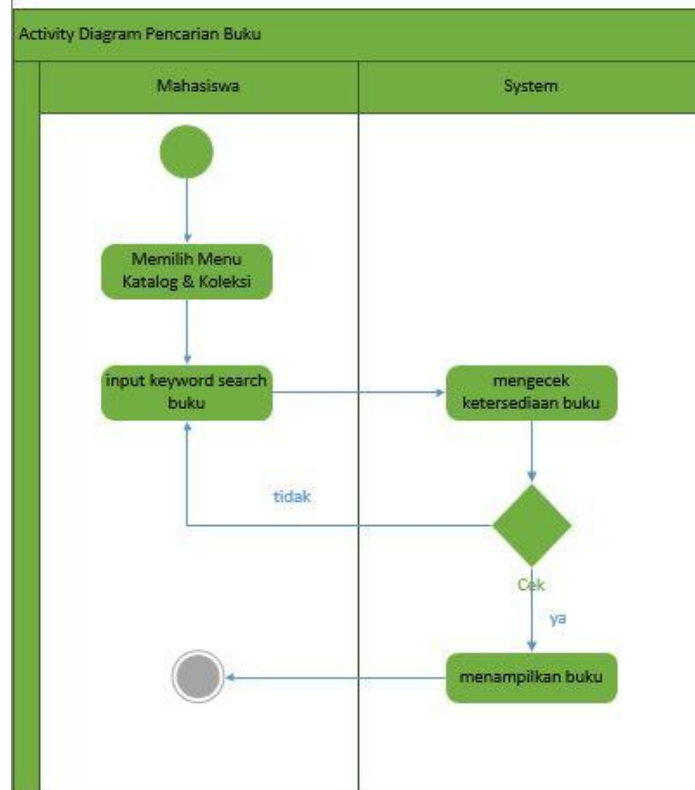 Activity Diagram Pencarian Buku
Mahasiswa
System
Memilih Menu
Katalog & Koleksi
input keyword search
buku
mengecek
ketersediaan buku
tidak
Cek
ya
menampilkan buku